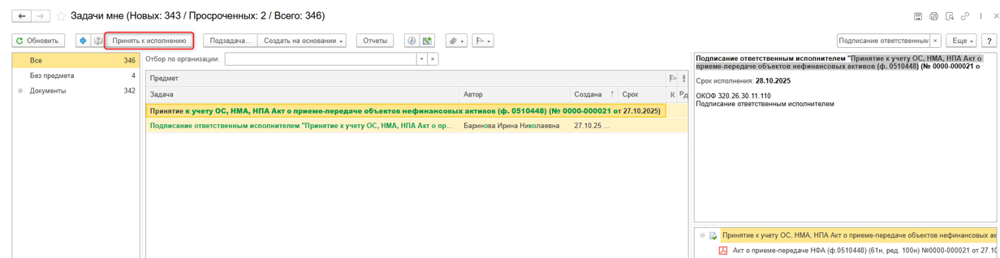 Задачи мне (Новых: 343 / Просроченных: 2 / Всего: 346)
Обновить Принять к исполнению Подзадача... Создать на основании Отчеты Подписание ответственным × Еще ?
Все 346
Без предмета 4
Документы 342
Отбор по организации:
Предмет
Задача Автор Создана ↑ Срок К Рд
Принятие к учету ОС, НМА, НПА Акт о приеме-передаче объектов нефинансовых активов (ф. 0510448) (№ 0000-000021 от 27.10.2025)
Подписание ответственным исполнителем "Принятие к учету ОС, НМА, НПА Акт о пр... Баринова Ирина Николаевна 27.10.25 ...
Подписание ответственным исполнителем "Принятие к учету ОС, НМА, НПА Акт о
приеме-передаче объектов нефинансовых активов (ф. 0510448) (№ 0000-000021 о
Срок исполнения: 28.10.2025
ОКОФ 320.26.30.11.110
Подписание ответственным исполнителем
Принятие к учету ОС, НМА, НПА Акт о приеме-передаче объектов нефинансовых ак
Акт о приеме-передаче НФА (ф.0510448) (61н, ред. 100н) №0000-000021 от 27.10